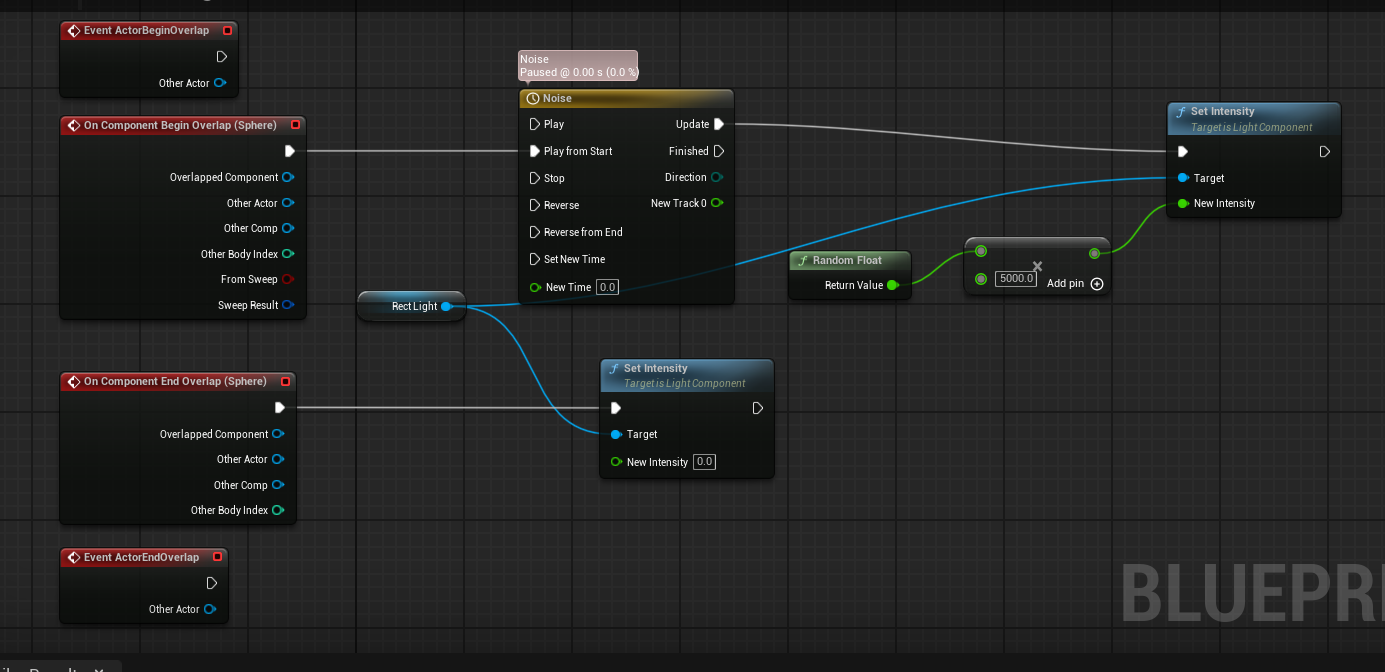 Event ActorBeginOverlap
Other Actor
On Component Begin Overlap (Sphere)
Overlapped Component
Other Actor
Other Comp
Other Body Index
From Sweep
Sweep Result
Noise
Paused @ 0.00 s (0.0 %)
Noise
Play
Update
Play from Start
Finished
Stop
Direction
Reverse
New Track 0
Reverse from End
Set New Time
New Time 0.0
Rect Light
Random Float
Return Value
5000.0
Add pin
Set Intensity
Target is Light Component
Target
New Intensity
On Component End Overlap (Sphere)
Overlapped Component
Other Actor
Other Comp
Other Body Index
Set Intensity
Target is Light Component
Target
New Intensity 0.0
Event ActorEndOverlap
Other Actor
BLUEPRI